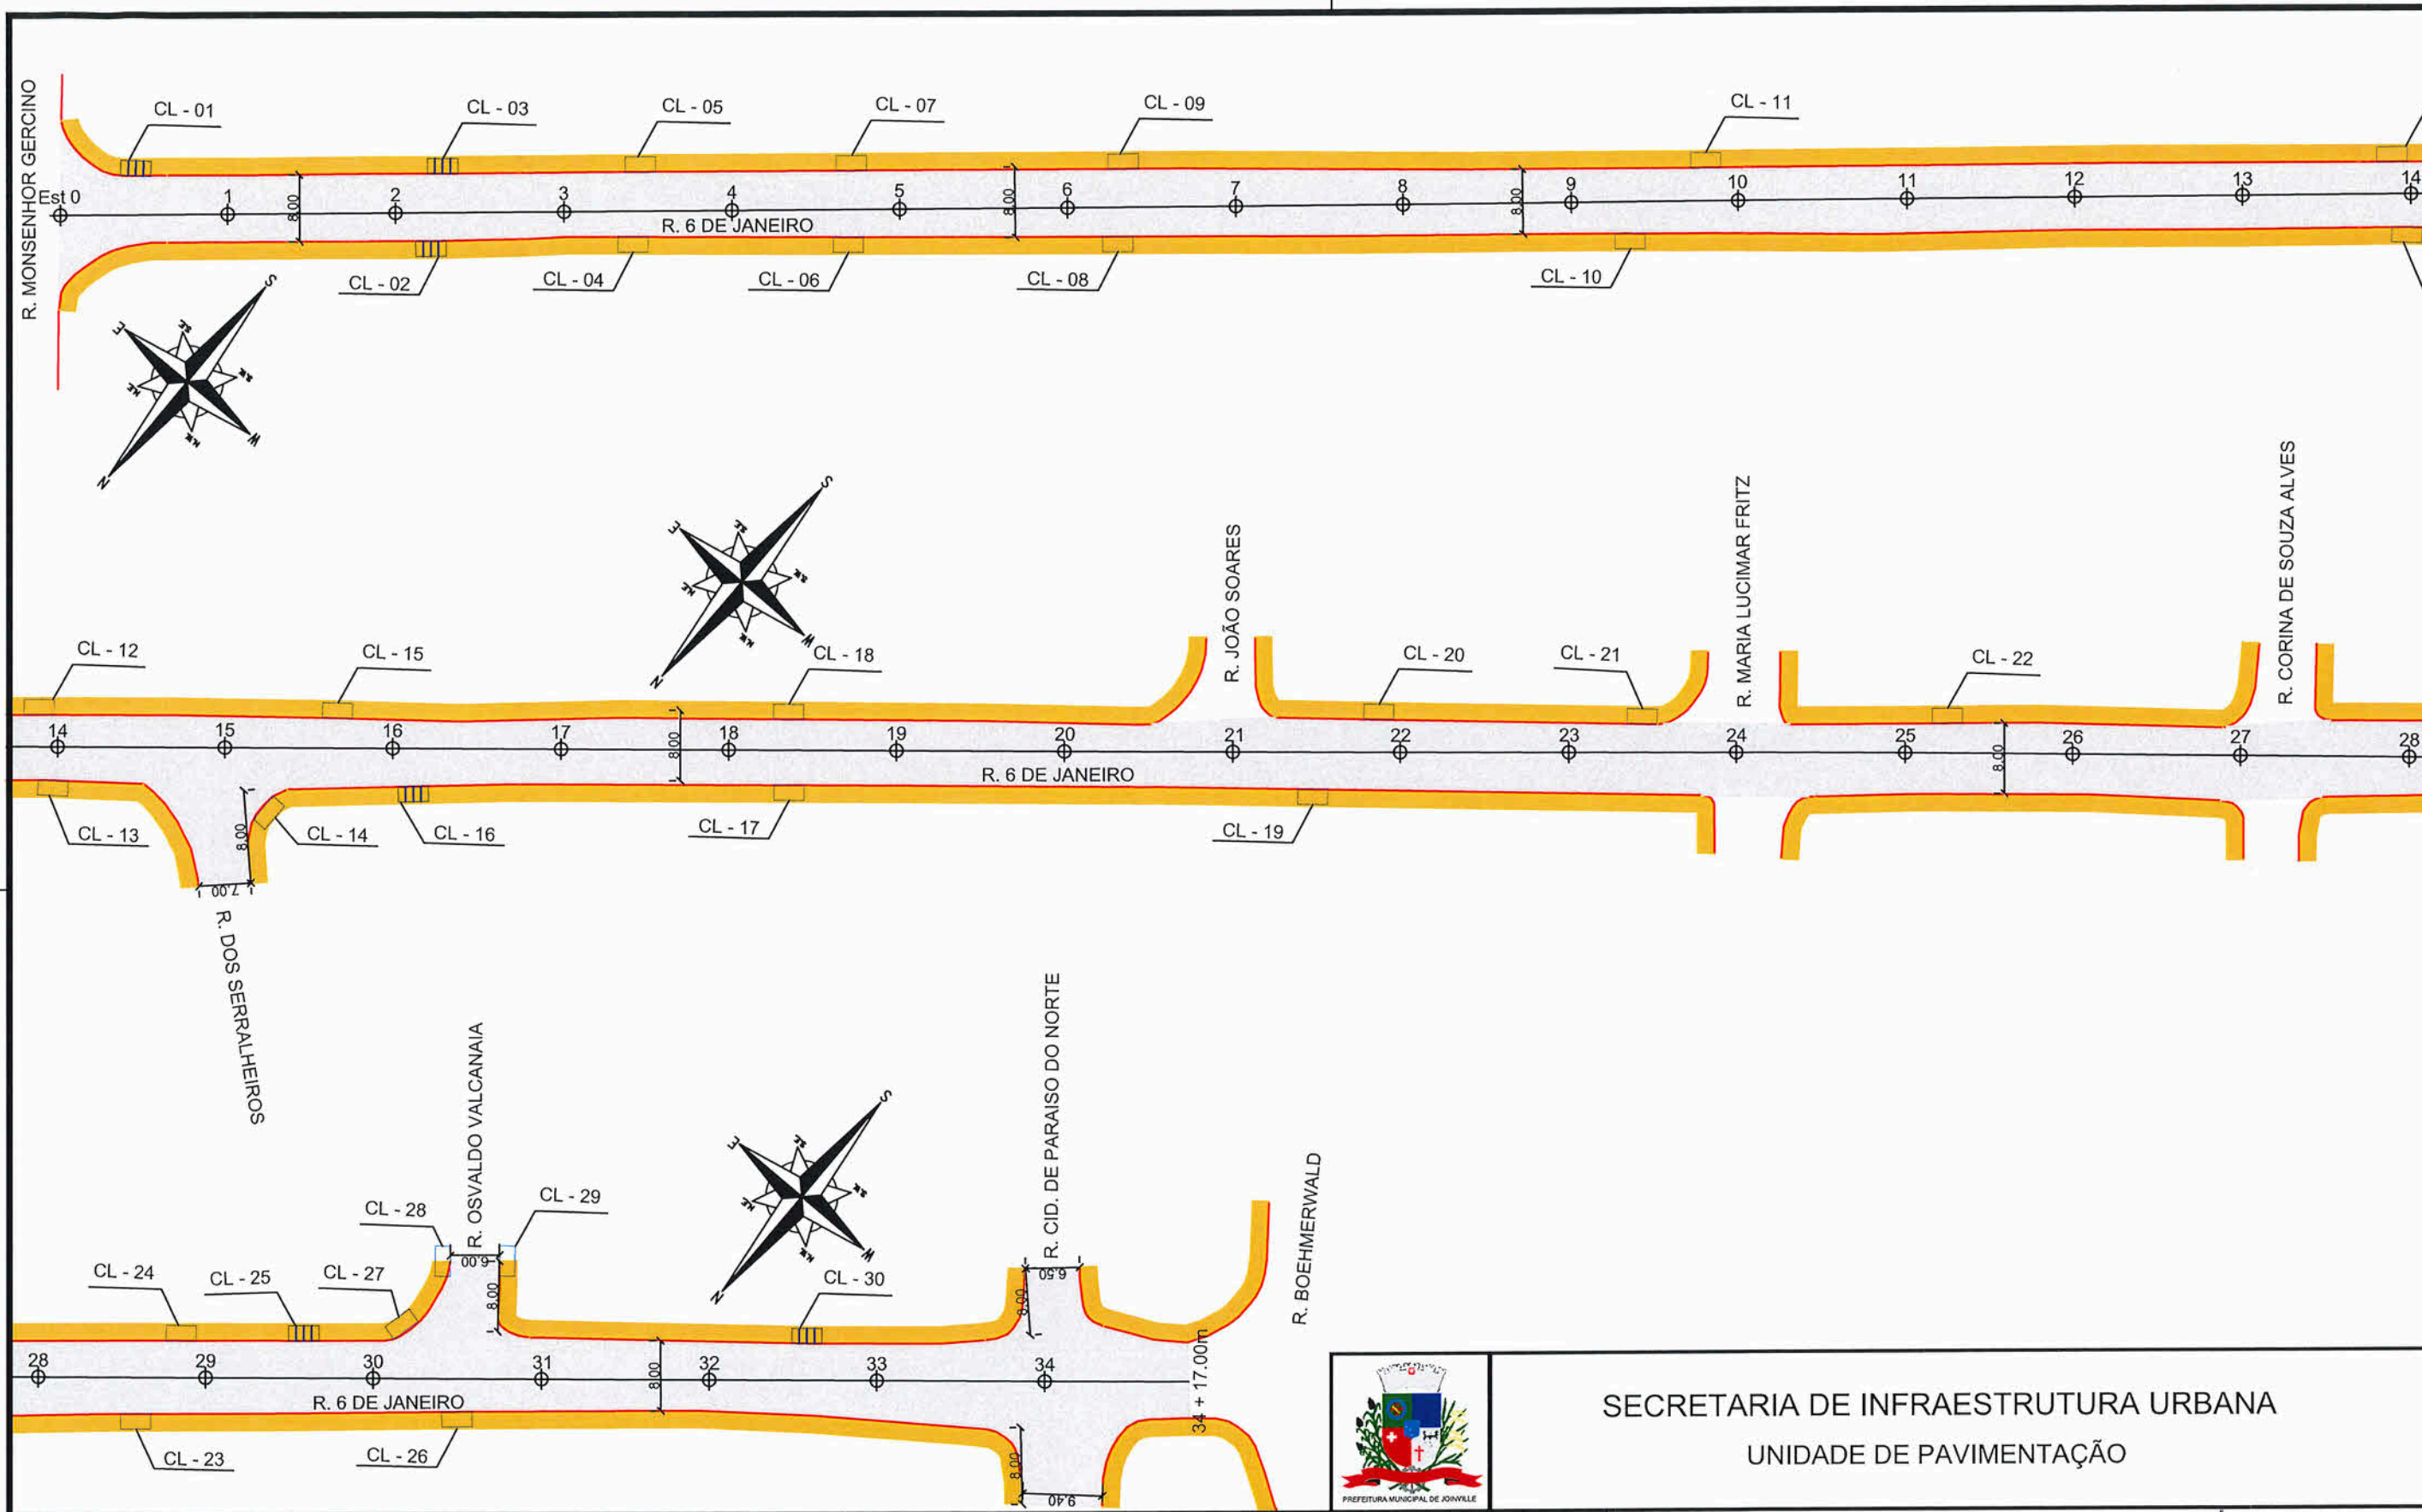 R. MONSENHOR GERCINO
CL - 01
CL - 03
CL - 05
CL - 07
CL - 09
CL - 11
Est 0
1
2
3
4
5
6
7
8
9
10
11
12
13
14
8.00
8.00
8.00
R. 6 DE JANEIRO
CL - 02
CL - 04
CL - 06
CL - 08
CL - 10
S
E
S.E.
S.W.
N.E.
N.W.
W
N
S
E
S.E.
S.W.
N.E.
N.W.
W
N
R. JOÃO SOARES
R. MARIA LUCIMAR FRITZ
R. CORINA DE SOUZA ALVES
CL - 12
CL - 15
CL - 18
CL - 20
CL - 21
CL - 22
14
15
16
17
18
19
20
21
22
23
24
25
26
27
28
8.00
8.00
R. 6 DE JANEIRO
CL - 13
8.00
CL - 14
CL - 16
CL - 17
CL - 19
7.00
R. DOS SERRALHEIROS
R. OSVALDO VALCANAIA
R. CID. DE PARAISO DO NORTE
R. BOEHMERWALD
S
E
S.E.
S.W.
N.E.
N.W.
W
N
CL - 28
CL - 29
CL - 24
CL - 25
CL - 27
CL - 30
6.00
8.00
6.50
8.00
28
29
30
31
32
33
34
34 + 17.00m
8.00
R. 6 DE JANEIRO
CL - 23
CL - 26
8.00
9.40
PREFEITURA MUNICIPAL DE JOINVILLE
SECRETARIA DE INFRAESTRUTURA URBANA
UNIDADE DE PAVIMENTAÇÃO